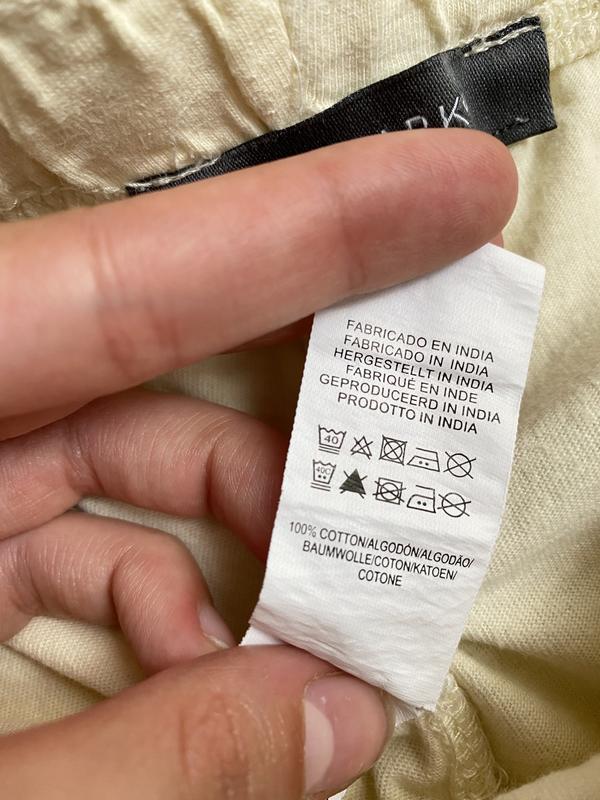 FABRICADO EN INDIA
FABRICADO IN INDIA
HERGESTELLT IN INDIA
FABRIQUÉ EN INDE
GEPRODUCEERD IN INDIA
PRODOTTO IN INDIA
40
40C
100% COTTON/ALGODÓN/ALGODÃO/
BAUMWOLLE/COTON/KATOEN/
COTONE